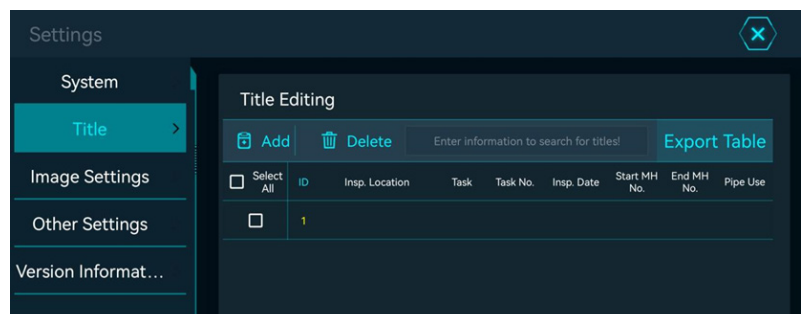 Settings
System
Title
Image Settings
Other Settings
Version Informat...
Title Editing
Add Delete Enter information to search for titles! Export Table
Select All ID Insp. Location Task Task No. Insp. Date Start MH No. End MH No. Pipe Use
1